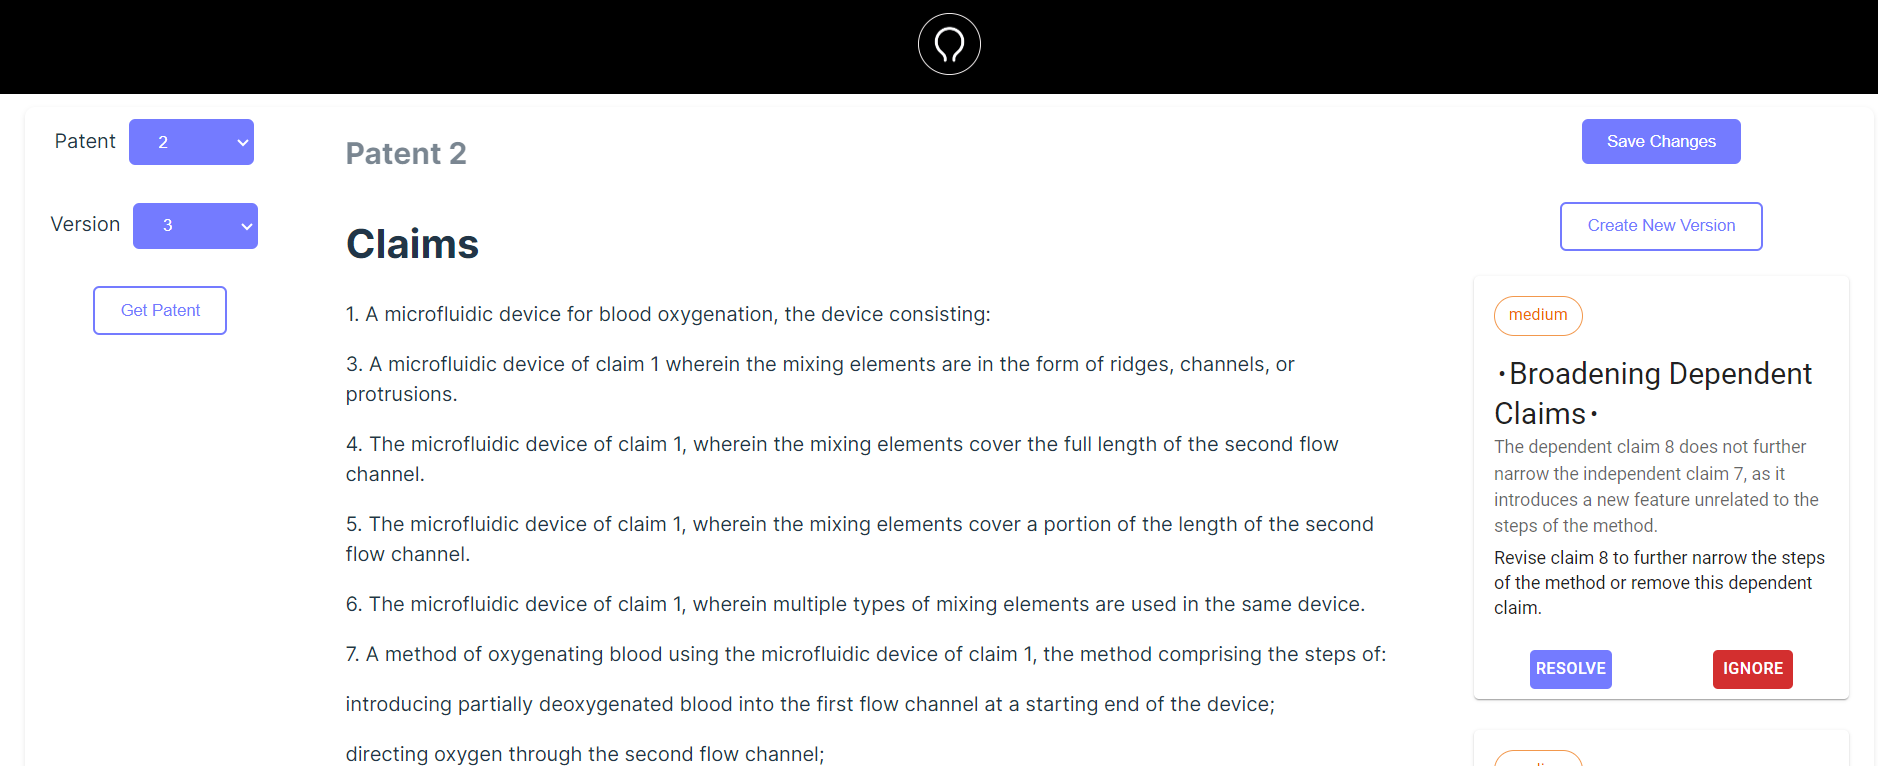 Patent 2
Version 3
Get Patent
Patent 2
Claims
1. A microfluidic device for blood oxygenation, the device consisting:
3. A microfluidic device of claim 1 wherein the mixing elements are in the form of ridges, channels, or
protrusions.
4. The microfluidic device of claim 1, wherein the mixing elements cover the full length of the second flow
channel.
5. The microfluidic device of claim 1, wherein the mixing elements cover a portion of the length of the second
flow channel.
6. The microfluidic device of claim 1, wherein multiple types of mixing elements are used in the same device.
7. A method of oxygenating blood using the microfluidic device of claim 1, the method comprising the steps of:
introducing partially deoxygenated blood into the first flow channel at a starting end of the device;
directing oxygen through the second flow channel;
Save Changes
Create New Version
medium
•Broadening Dependent
Claims•
The dependent claim 8 does not further
narrow the independent claim 7, as it
introduces a new feature unrelated to the
steps of the method.
Revise claim 8 to further narrow the steps
of the method or remove this dependent
claim.
RESOLVE IGNORE